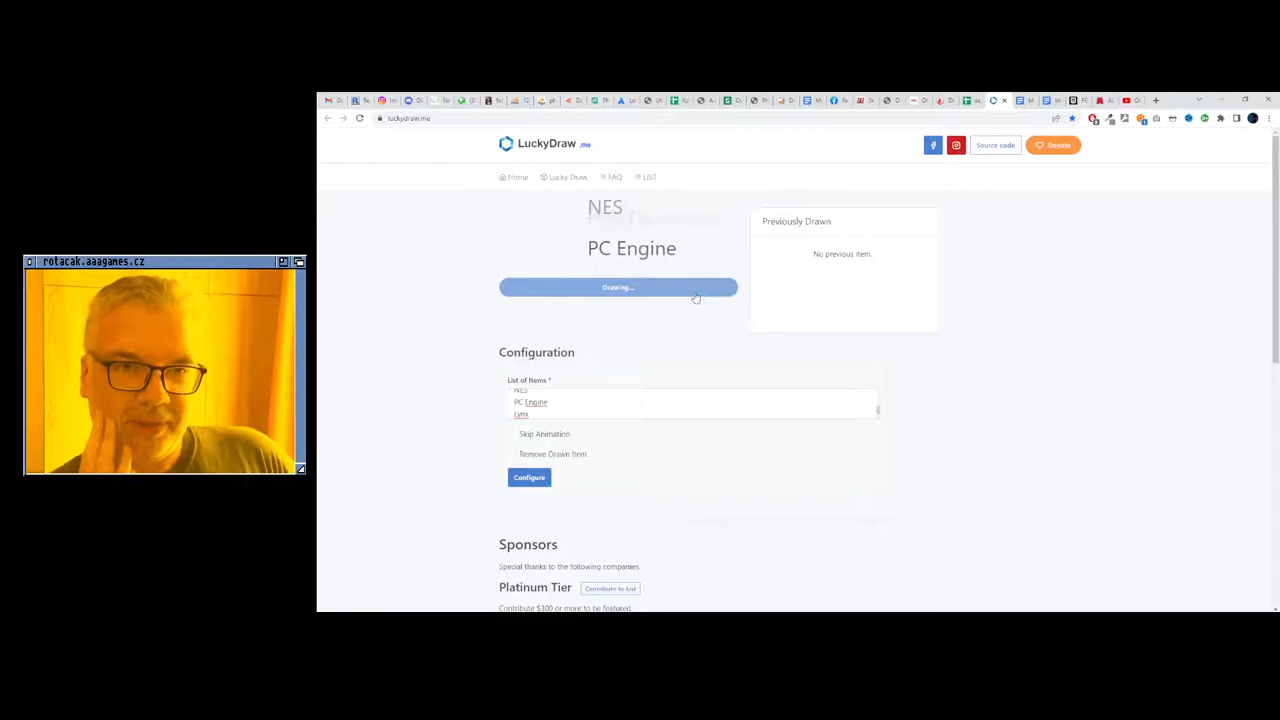 rotacak.aaagames.cz
luckydraw.me
LuckyDraw .me
Source code
Donate
Home
Lucky Draw
FAQ
LIST
NES
PC Engine
Drawing...
Previously Drawn
No previous item.
Configuration
List of Items *
NES
PC Engine
Lynx
Skip Animation
Remove Drawn Item
Configure
Sponsors
Special thanks to the following companies.
Platinum Tier
Contribute to List
Contribute $300 or more to be featured.